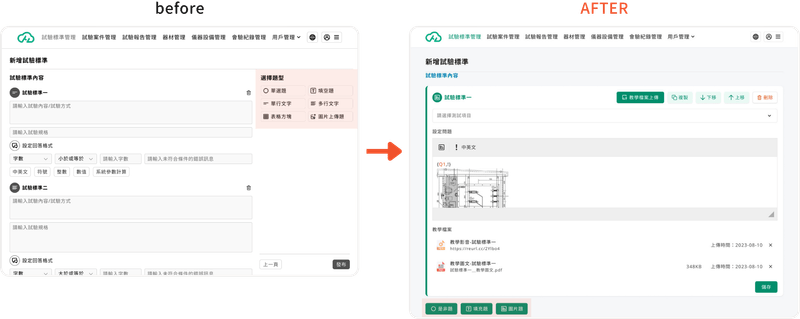 before
試驗標準管理 試驗案件管理 試驗報告管理 器材管理 儀器設備管理 會驗紀錄管理 用戶管理
新增試驗標準
試驗標準內容
試驗標準一
請輸入試驗內容/試驗方式
請輸入試驗規格
設定回答格式
字數 小於或等於 請輸入字數 請輸入未符合條件的錯誤訊息
中英文 符號 整數 數值 系統參數計算
試驗標準二
請輸入試驗內容/試驗方式
請輸入試驗規格
設定回答格式
字數 大於或等於 請輸入字數 請輸入未符合條件的錯誤訊息
選擇題型
單選題 填空題
單行文字 多行文字
表格方塊 圖片上傳題
上一頁 發布
AFTER
試驗標準管理 試驗案件管理 試驗報告管理 器材管理 儀器設備管理 會驗紀錄管理 用戶管理
新增試驗標準
試驗標準內容
試驗標準一 教學檔案上傳 複製 下移 上移 刪除
請選擇測試項目
設定問題
中英文
教學檔案
教學影音-試驗標準一
上傳時間：2023-08-10
教學圖文-試驗標準一
試驗標準一_教學圖文.pdf
348KB 上傳時間：2023-08-10
儲存
是非題 填充題 圖片題